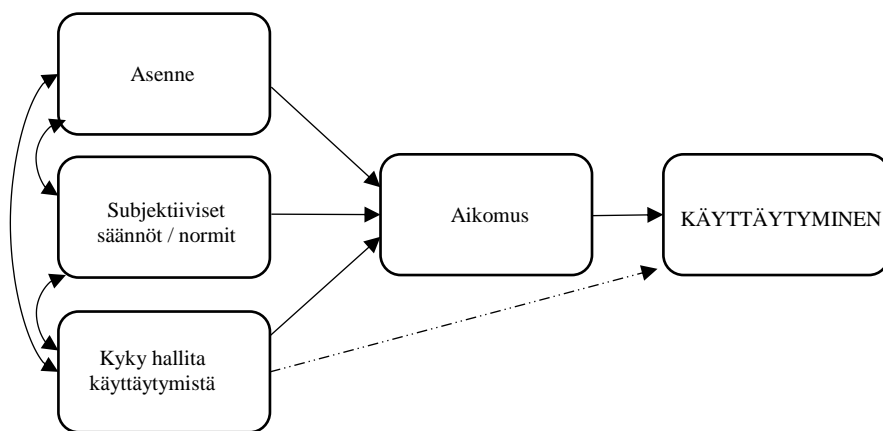 Asenne
Subjektiiviset
säännöt / normit
Kyky hallita
käyttäytymistä
Aikomus
KÄYTTÄYTYMINEN